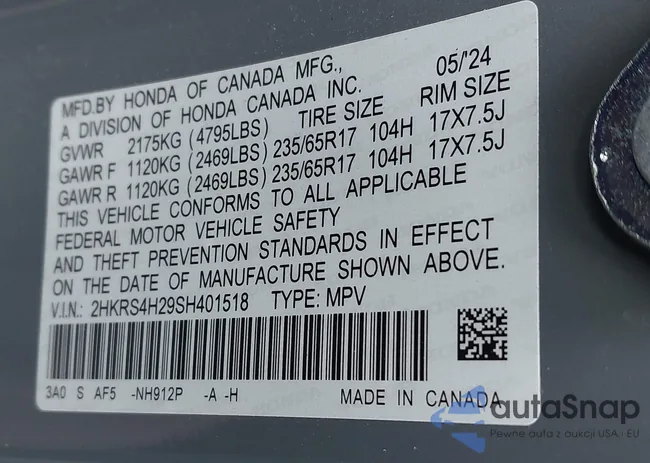 MFD.BY HONDA OF CANADA MFG., 05/'24
A DIVISION OF HONDA CANADA INC.
GVWR 2175KG (4795LBS) TIRE SIZE RIM SIZE
GAWR F 1120KG (2469LBS) 235/65R17 104H 17X7.5J
GAWR R 1120KG (2469LBS) 235/65R17 104H 17X7.5J
THIS VEHICLE CONFORMS TO ALL APPLICABLE
FEDERAL MOTOR VEHICLE SAFETY
AND THEFT PREVENTION STANDARDS IN EFFECT
ON THE DATE OF MANUFACTURE SHOWN ABOVE.
V.I.N.: 2HKRS4H29SH401518 TYPE: MPV
3A0 S AF5 -NH912P -A -H MADE IN CANADA
autaSnap
Pewne auta z aukcji USA i EU